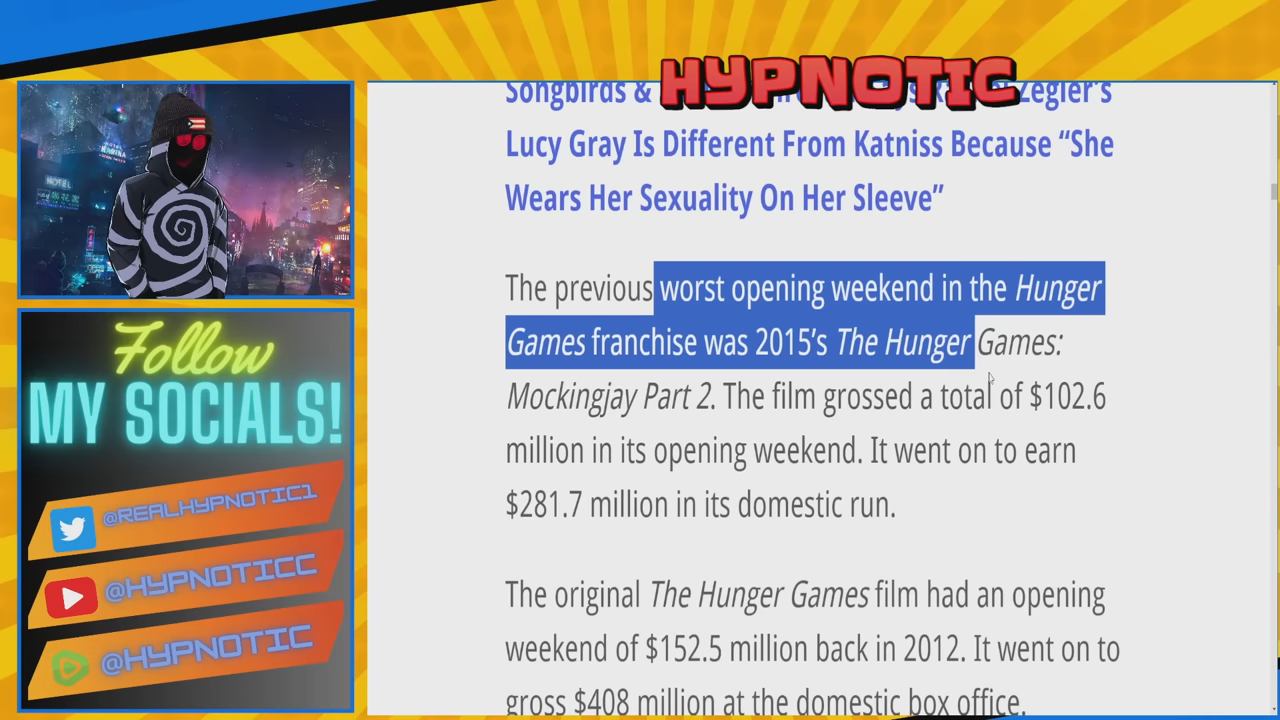 HYPNOTIC
Songbirds & Zegler's
Lucy Gray Is Different From Katniss Because “She
Wears Her Sexuality On Her Sleeve”
The previous worst opening weekend in the Hunger
Games franchise was 2015’s The Hunger Games:
Mockingjay Part 2. The film grossed a total of $102.6
million in its opening weekend. It went on to earn
$281.7 million in its domestic run.
The original The Hunger Games film had an opening
weekend of $152.5 million back in 2012. It went on to
gross $408 million at the domestic box office.
Follow
MY SOCIALS!
@REALHYPNOTIC1
@HYPNOTICC
@HYPNOTIC